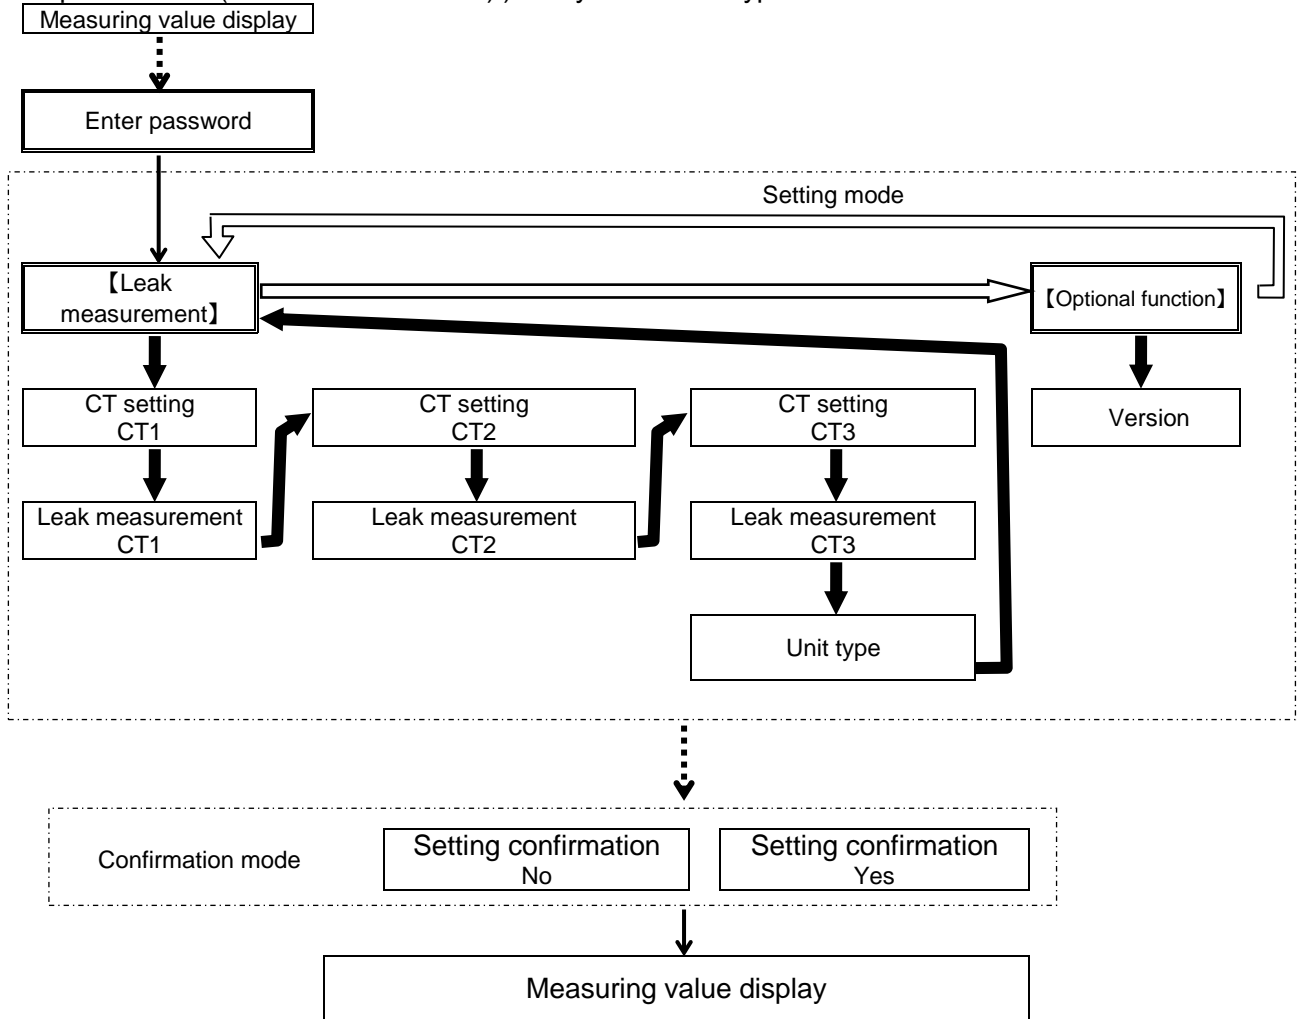 Measuring value display
Enter password
Setting mode
【Leak
measurement】
【Optional function】
CT setting
CT1
CT setting
CT2
CT setting
CT3
Version
Leak measurement
CT1
Leak measurement
CT2
Leak measurement
CT3
Unit type
Confirmation mode
Setting confirmation
No
Setting confirmation
Yes
Measuring value display